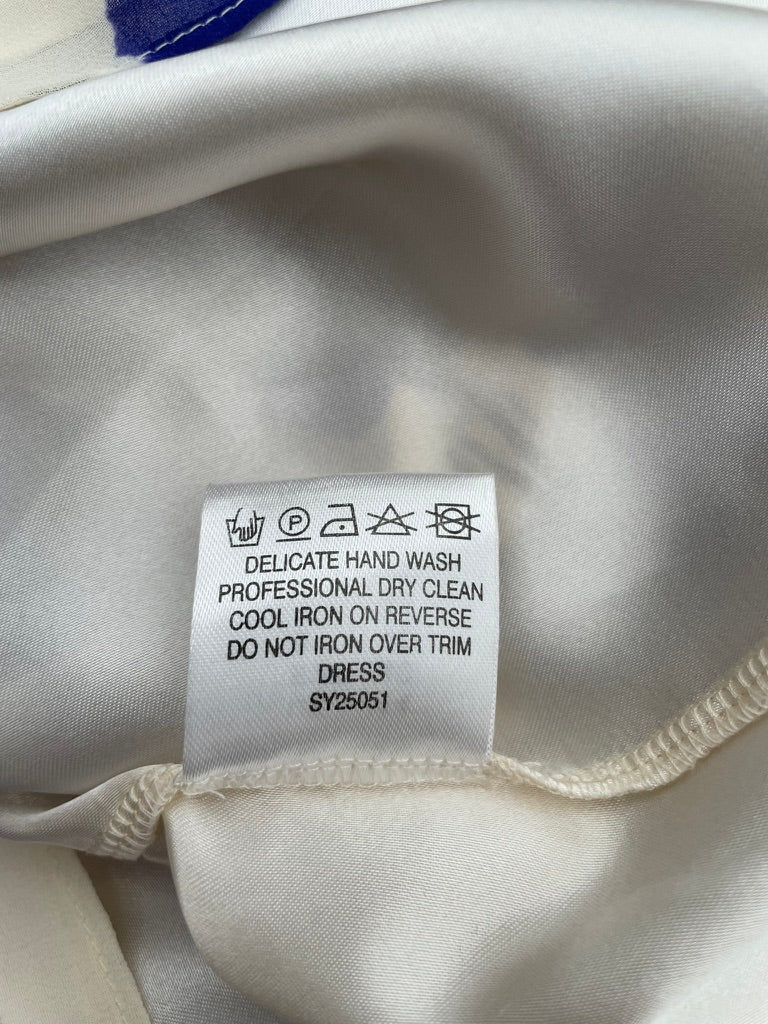 P
DELICATE HAND WASH
PROFESSIONAL DRY CLEAN
COOL IRON ON REVERSE
DO NOT IRON OVER TRIM
DRESS
SY25051